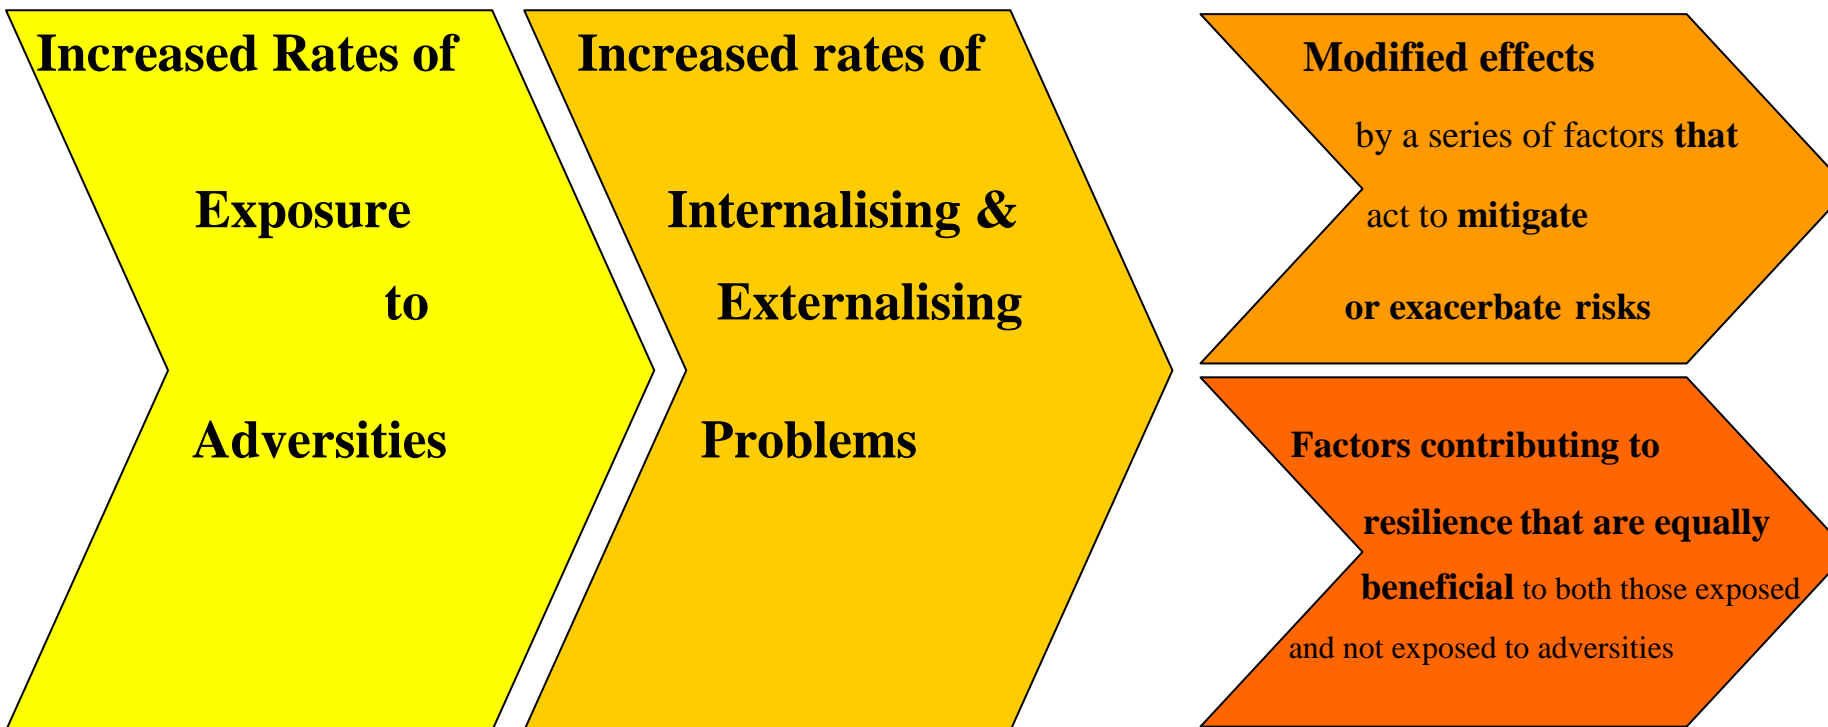 Increased Rates of
Exposure
to
Adversities
Increased rates of
Internalising &
Externalising
Problems
Modified effects
by a series of factors that
act to mitigate
or exacerbate risks
Factors contributing to
resilience that are equally
beneficial to both those exposed
and not exposed to adversities